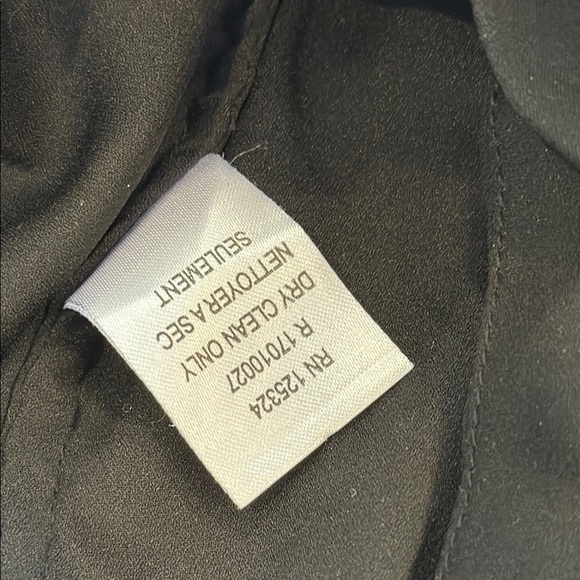 RN 125324
R 17010027
DRY CLEAN ONLY
NETTOYER A SEC
SEULEMENT